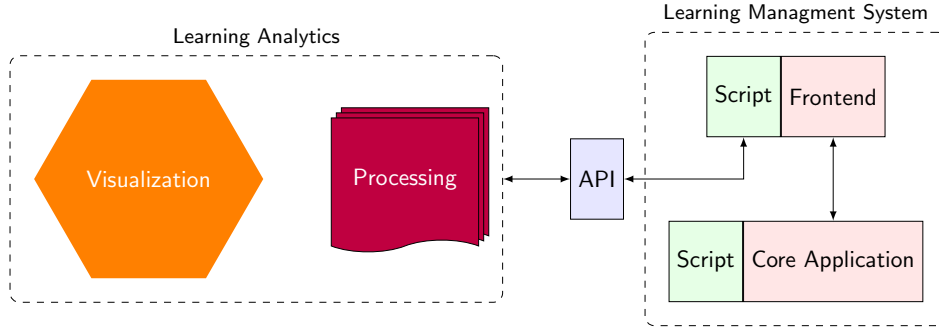 Learning Analytics
Visualization
Processing
API
Learning Managment System
Script
Frontend
Script
Core Application